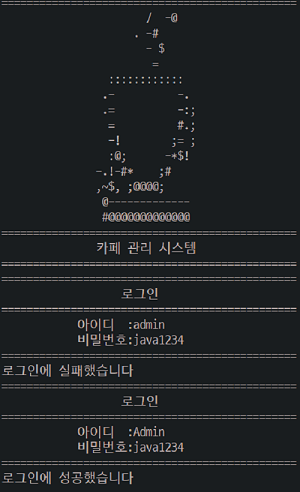 카페 관리 시스템
로그인
아이디  :admin
비밀번호:java1234
로그인에 실패했습니다
로그인
아이디  :Admin
비밀번호:java1234
로그인에 성공했습니다